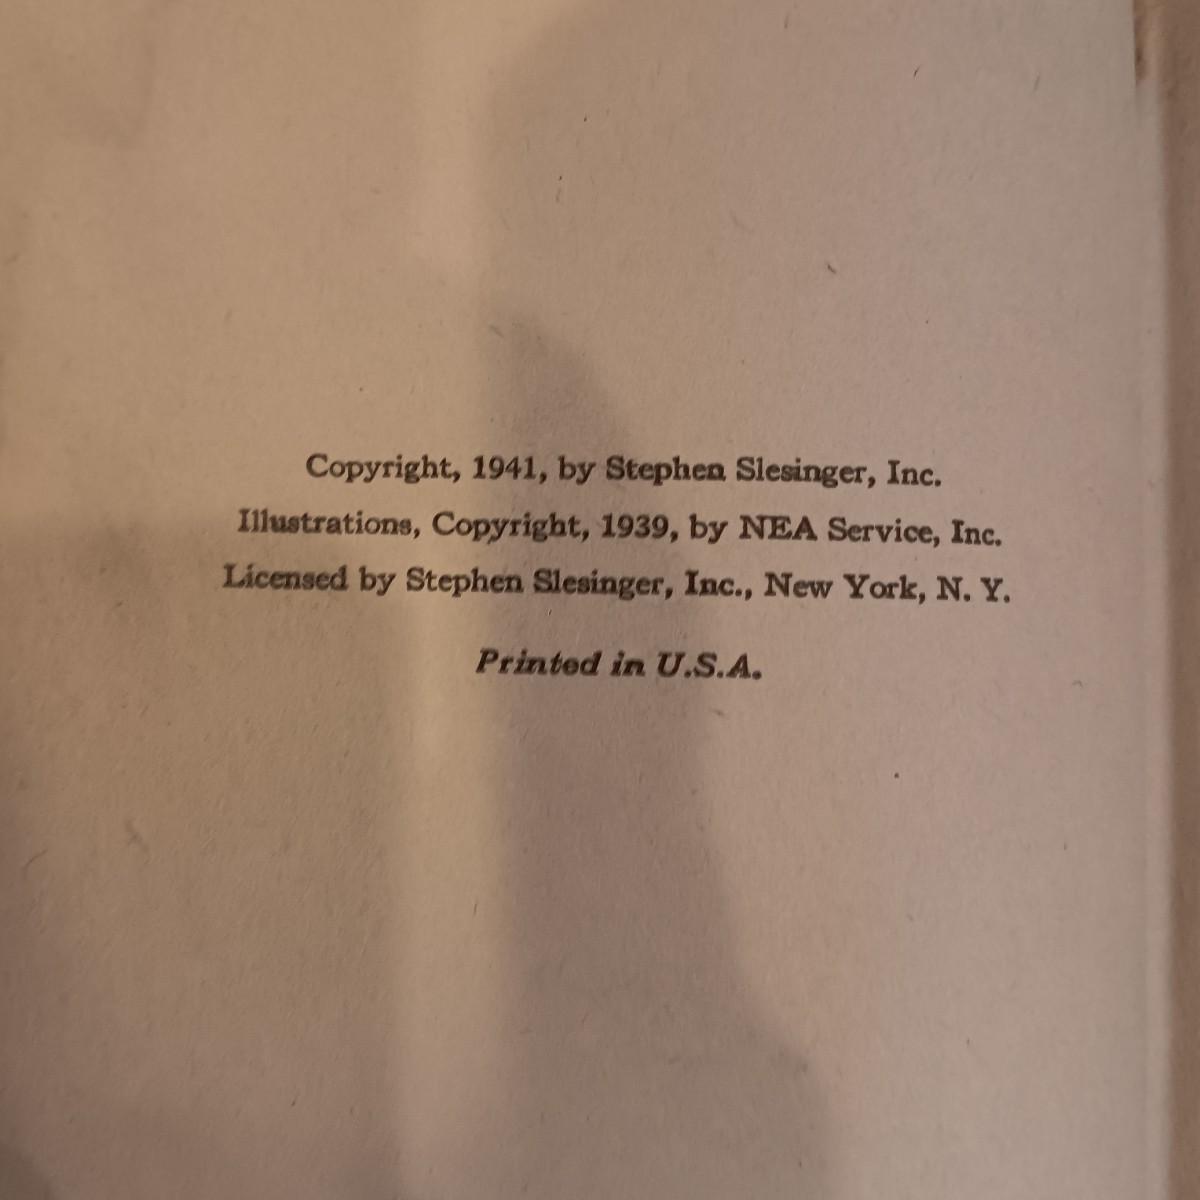 Copyright, 1941, by Stephen Slesinger, Inc.
Illustrations, Copyright, 1939, by NEA Service, Inc.
Licensed by Stephen Slesinger, Inc., New York, N. Y.
Printed in U.S.A.